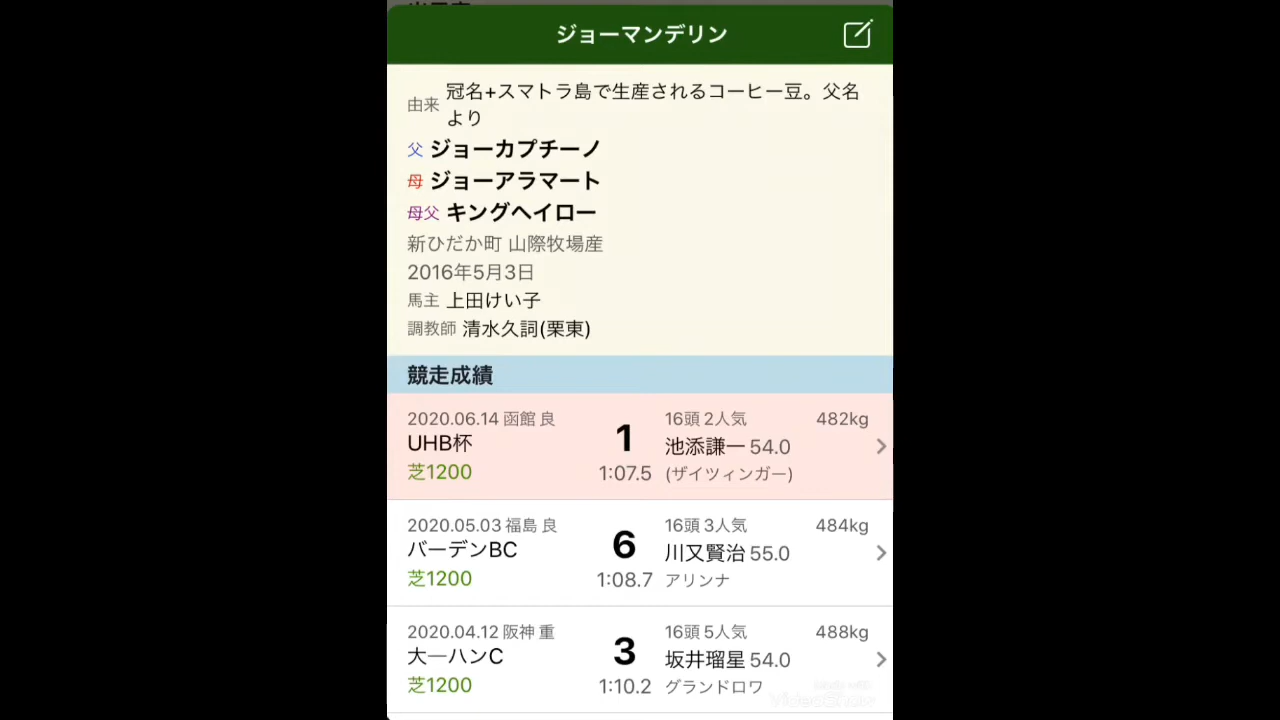 ジョーマンデリン
由来 冠名+スマトラ島で生産されるコーヒー豆。父名
より
父 ジョーカプチーノ
母 ジョーアラマート
母父 キングヘイロー
新ひだか町 山際牧場産
2016年5月3日
馬主 上田けい子
調教師 清水久詞(栗東)
競走成績
2020.06.14 函館 良
UHB杯
芝1200
1
1:07.5
16頭 2人気 482kg
池添謙一 54.0
(ザイツィンガー)
2020.05.03 福島 良
バーデンBC
芝1200
6
1:08.7
16頭 3人気 484kg
川又賢治 55.0
アリンナ
2020.04.12 阪神 重
大一ハンC
芝1200
3
1:10.2
16頭 5人気 488kg
坂井瑠星 54.0
グランドロワ
VideoShow